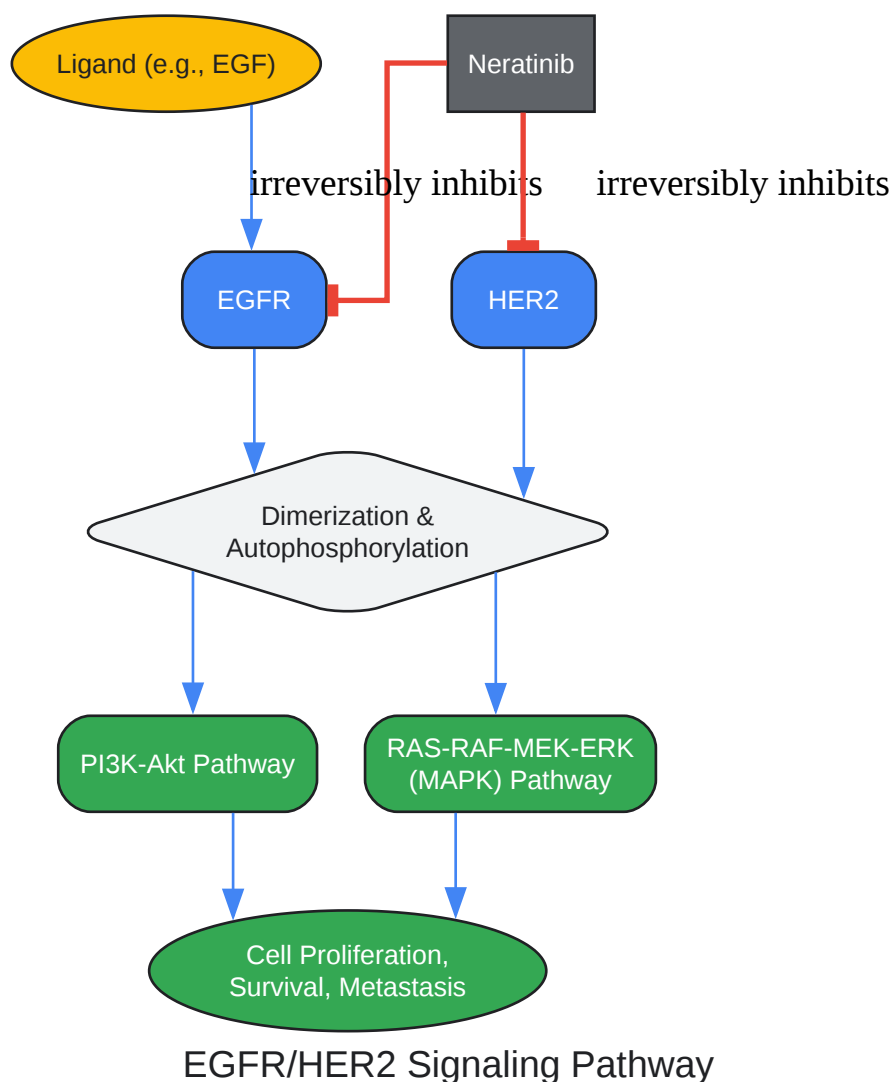 Ligand (e.g., EGF)
Neratinib
irreversibly inhibits
irreversibly inhibits
EGFR
HER2
Dimerization &
Autophosphorylation
PI3K-Akt Pathway
RAS-RAF-MEK-ERK
(MAPK) Pathway
Cell Proliferation,
Survival, Metastasis
EGFR/HER2 Signaling Pathway